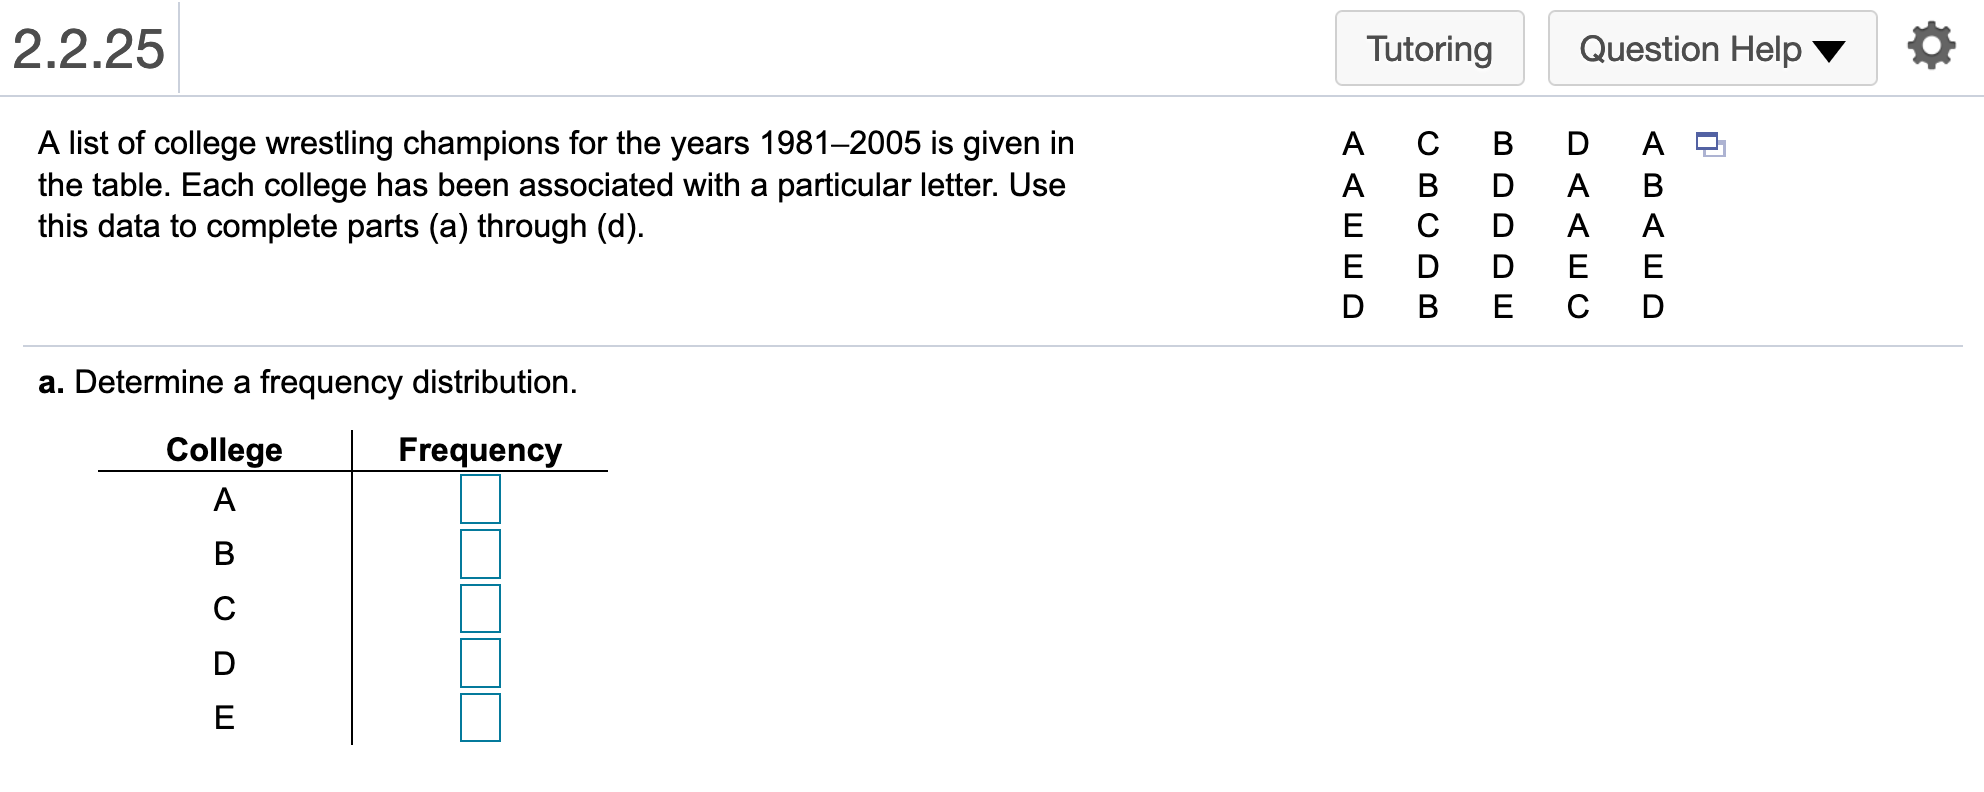 2.2.25
Tutoring
Question Help
A list of college wrestling champions for the years 1981–2005 is given in
the table. Each college has been associated with a particular letter. Use
this data to complete parts (a) through (d).
A C B D A
A B D A B
E C D A A
E D D E E
D B E C D
a. Determine a frequency distribution.
College Frequency
A
B
C
D
E